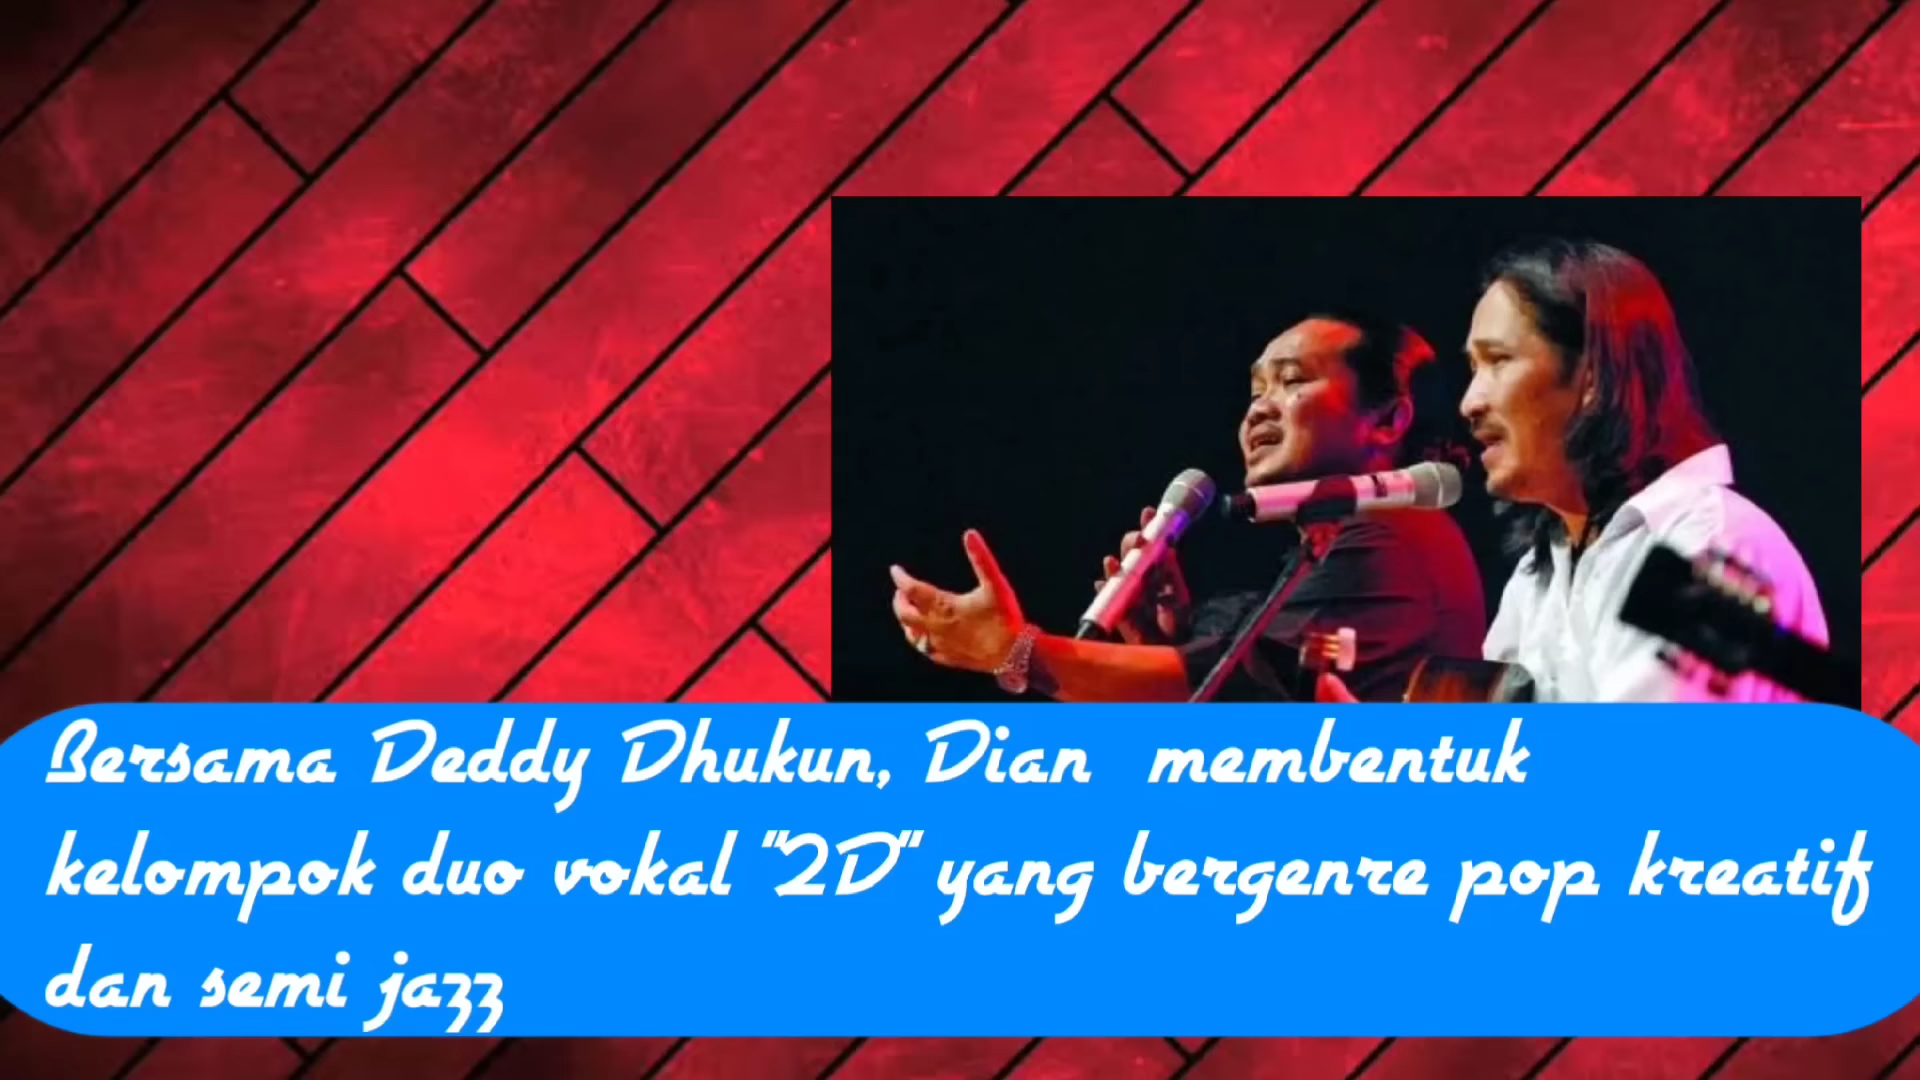 Bersama Deddy Dhukun, Dian membentuk
kelompok duo vokal "2D" yang bergenre pop kreatif
dan semi jazz